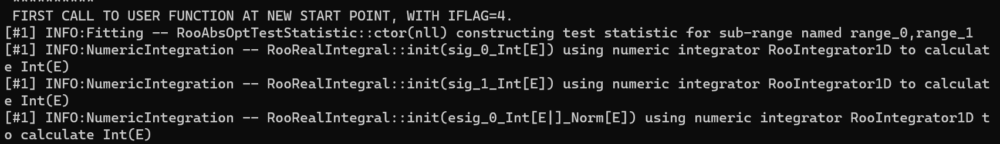 **********
FIRST CALL TO USER FUNCTION AT NEW START POINT, WITH IFLAG=4.
[#1] INFO:Fitting -- RooAbsOptTestStatistic::ctor(nll) constructing test statistic for sub-range named range_0,range_1
[#1] INFO:NumericIntegration -- RooRealIntegral::init(sig_0_Int[E]) using numeric integrator RooIntegrator1D to calculat
e Int(E)
[#1] INFO:NumericIntegration -- RooRealIntegral::init(sig_1_Int[E]) using numeric integrator RooIntegrator1D to calculat
e Int(E)
[#1] INFO:NumericIntegration -- RooRealIntegral::init(esig_0_Int[E|]_Norm[E]) using numeric integrator RooIntegrator1D t
o calculate Int(E)